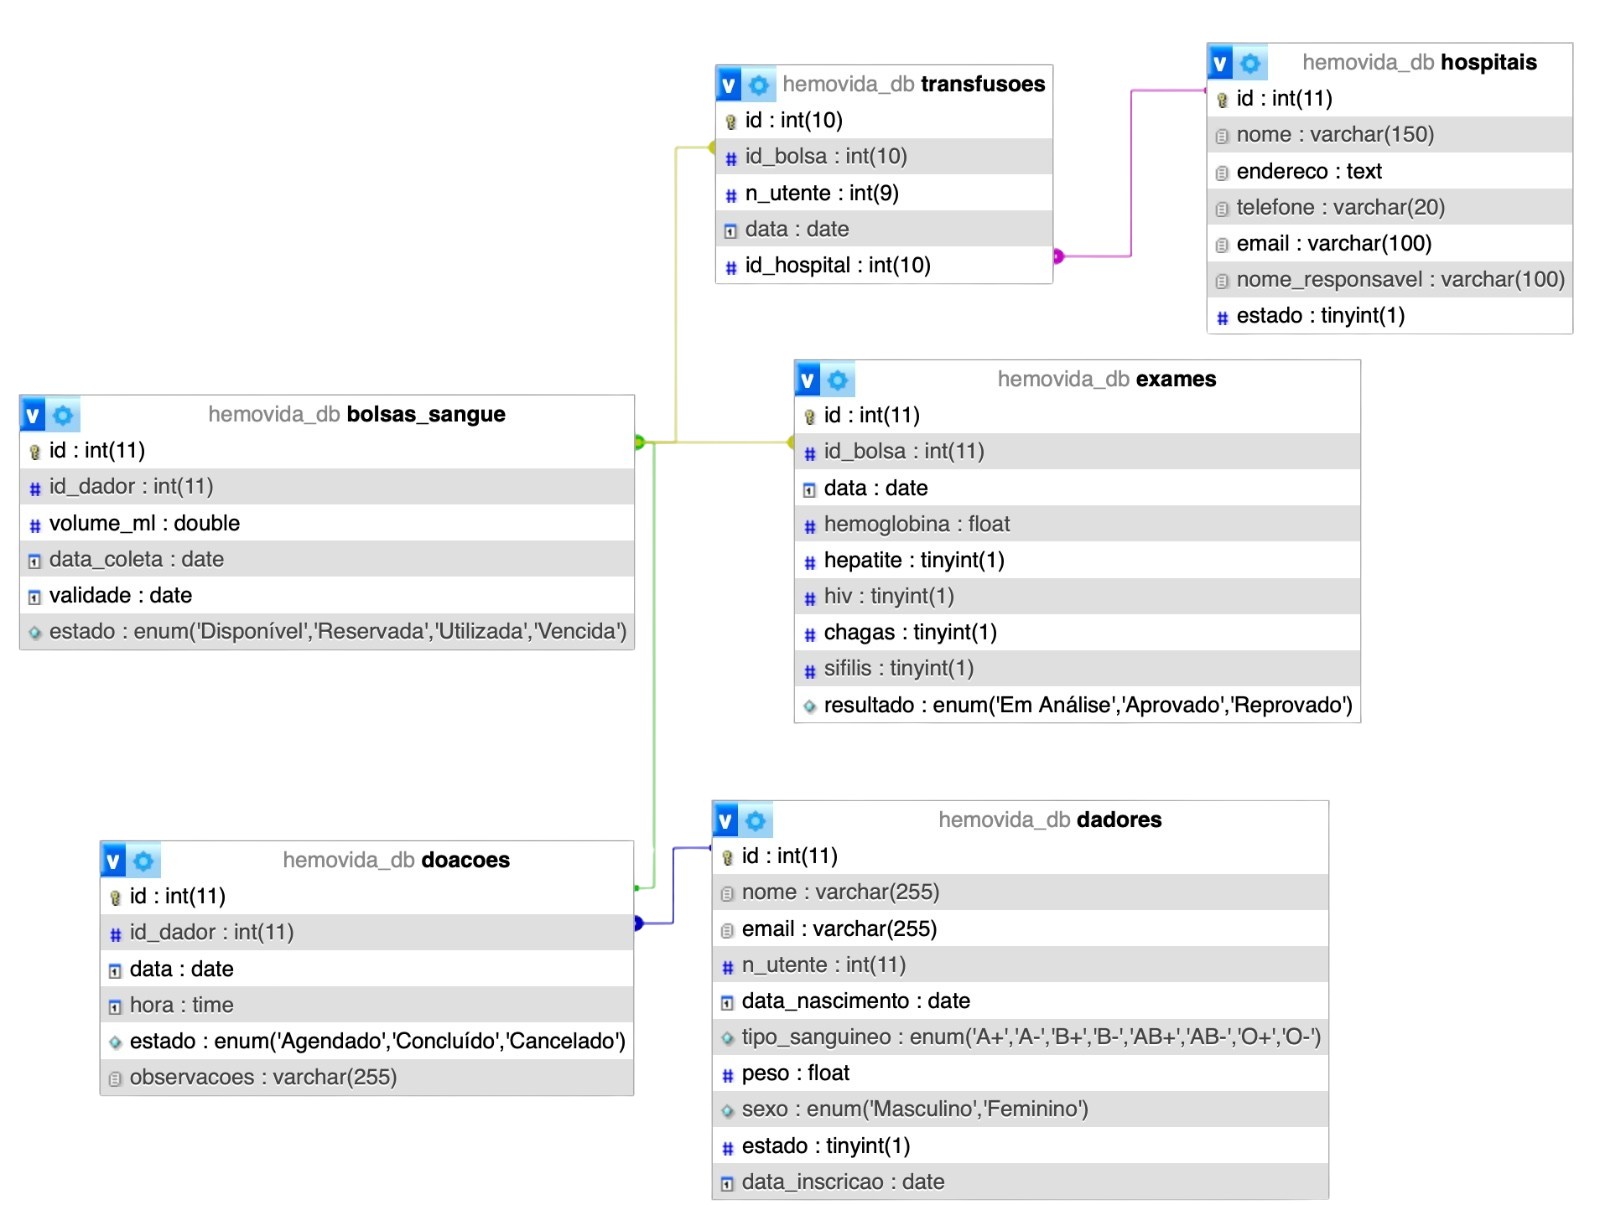 hemovida_db transfusoes
id : int(10)
id_bolsa : int(10)
n_utente : int(9)
data : date
id_hospital : int(10)
hemovida_db hospitais
id : int(11)
nome : varchar(150)
endereco : text
telefone : varchar(20)
email : varchar(100)
nome_responsavel : varchar(100)
estado : tinyint(1)
hemovida_db bolsas_sangue
id : int(11)
id_dador : int(11)
volume_ml : double
data_coleta : date
validade : date
estado : enum('Disponível','Reservada','Utilizada','Vencida')
hemovida_db exames
id : int(11)
id_bolsa : int(11)
data : date
hemoglobina : float
hepatite : tinyint(1)
hiv : tinyint(1)
chagas : tinyint(1)
sifilis : tinyint(1)
resultado : enum('Em Análise','Aprovado','Reprovado')
hemovida_db doacoes
id : int(11)
id_dador : int(11)
data : date
hora : time
estado : enum('Agendado','Concluído','Cancelado')
observacoes : varchar(255)
hemovida_db dadores
id : int(11)
nome : varchar(255)
email : varchar(255)
n_utente : int(11)
data_nascimento : date
tipo_sanguineo : enum('A+','A-','B+','B-','AB+','AB-','O+','O-')
peso : float
sexo : enum('Masculino','Feminino')
estado : tinyint(1)
data_inscricao : date